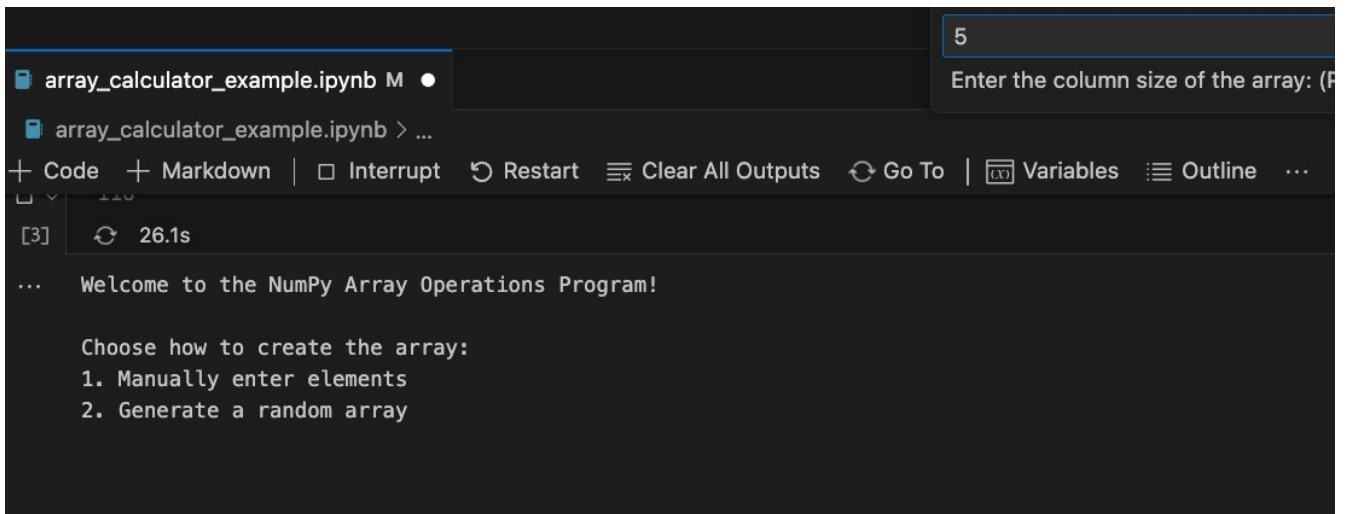 5
Enter the column size of the array: (
array_calculator_example.ipynb M
array_calculator_example.ipynb > ...
+ Code + Markdown | Interrupt Restart Clear All Outputs Go To | Variables Outline ...
[3] 26.1s
... Welcome to the NumPy Array Operations Program!
Choose how to create the array:
1. Manually enter elements
2. Generate a random array